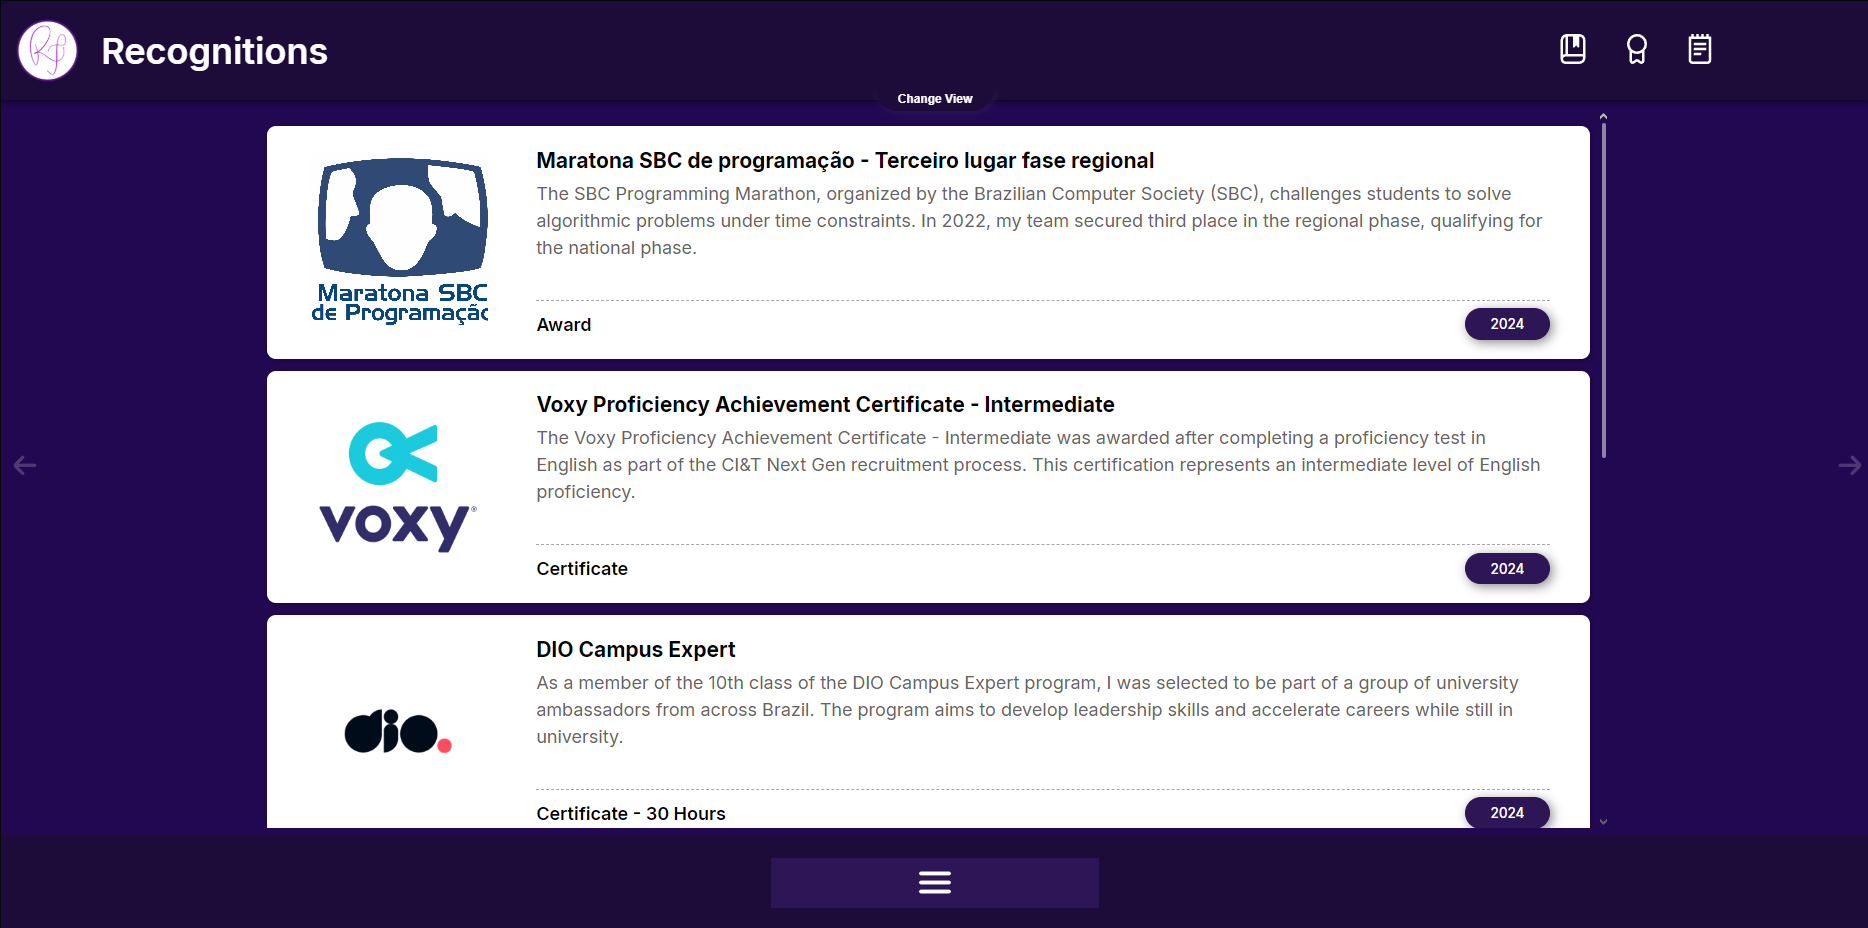 Recognitions
Change View
Maratona SBC
de Programação
Maratona SBC de programação - Terceiro lugar fase regional
The SBC Programming Marathon, organized by the Brazilian Computer Society (SBC), challenges students to solve
algorithmic problems under time constraints. In 2022, my team secured third place in the regional phase, qualifying for
the national phase.
Award
2024
voxy
Voxy Proficiency Achievement Certificate - Intermediate
The Voxy Proficiency Achievement Certificate - Intermediate was awarded after completing a proficiency test in
English as part of the CI&T Next Gen recruitment process. This certification represents an intermediate level of English
proficiency.
Certificate
2024
dio.
DIO Campus Expert
As a member of the 10th class of the DIO Campus Expert program, I was selected to be part of a group of university
ambassadors from across Brazil. The program aims to develop leadership skills and accelerate careers while still in
university.
Certificate - 30 Hours
2024